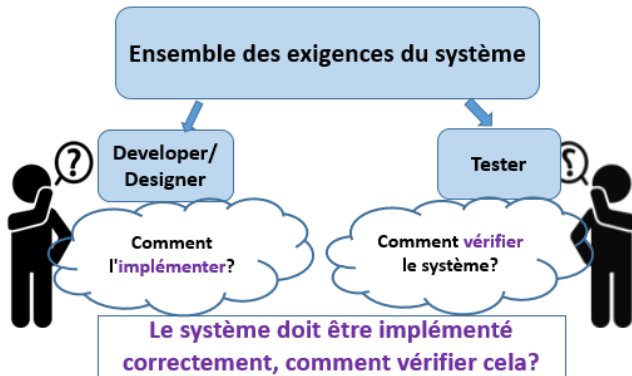 Ensemble des exigences du système
Developer/
Designer
Tester
?
?
Comment
l'implémenter?
Comment vérifier
le système?
Le système doit être implémenté
correctement, comment vérifier cela?